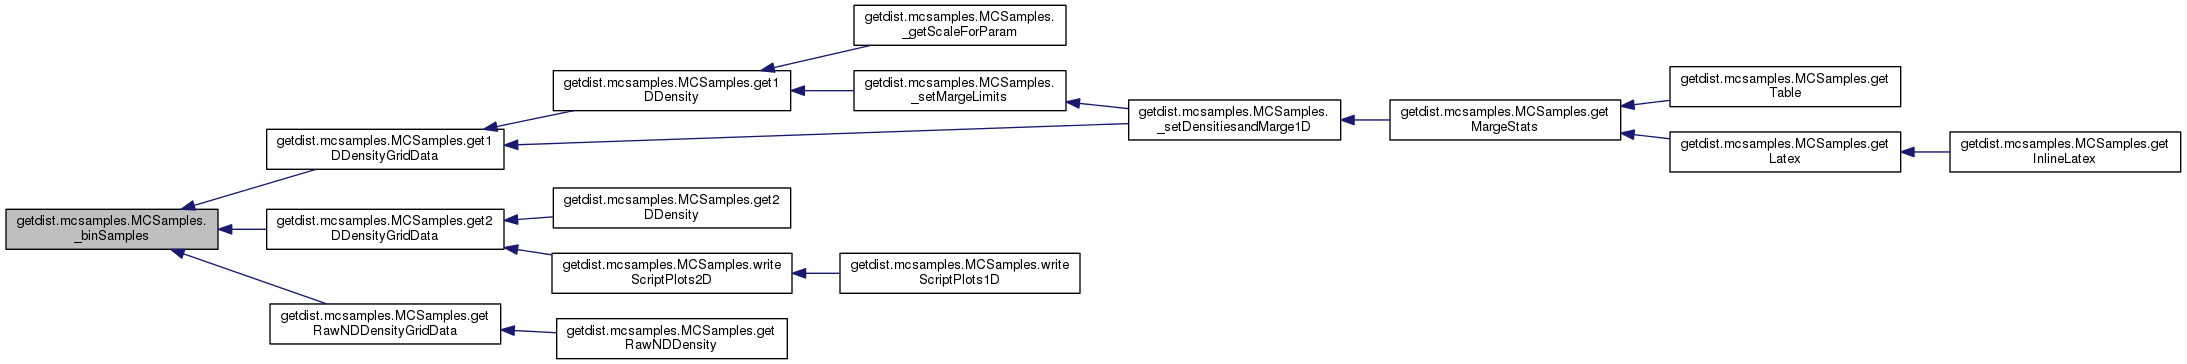 getdist.mcsamples.MCSamples.
_getScaleForParam
getdist.mcsamples.MCSamples.get1
DDensity
getdist.mcsamples.MCSamples.
_setMargeLimits
getdist.mcsamples.MCSamples.
_setDensitiesandMarge1D
getdist.mcsamples.MCSamples.get
MargeStats
getdist.mcsamples.MCSamples.get
Table
getdist.mcsamples.MCSamples.get
Latex
getdist.mcsamples.MCSamples.get
InlineLatex
getdist.mcsamples.MCSamples.get1
DDensityGridData
getdist.mcsamples.MCSamples.
_binSamples
getdist.mcsamples.MCSamples.get2
DDensityGridData
getdist.mcsamples.MCSamples.get2
DDensity
getdist.mcsamples.MCSamples.write
ScriptPlots2D
getdist.mcsamples.MCSamples.write
ScriptPlots1D
getdist.mcsamples.MCSamples.get
RawNDDensityGridData
getdist.mcsamples.MCSamples.get
RawNDDensity